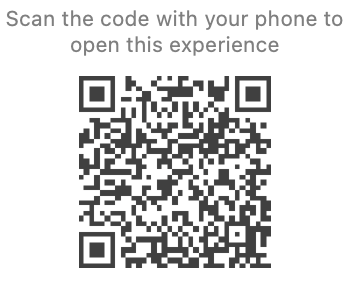 Scan the code with your phone to
open this experience